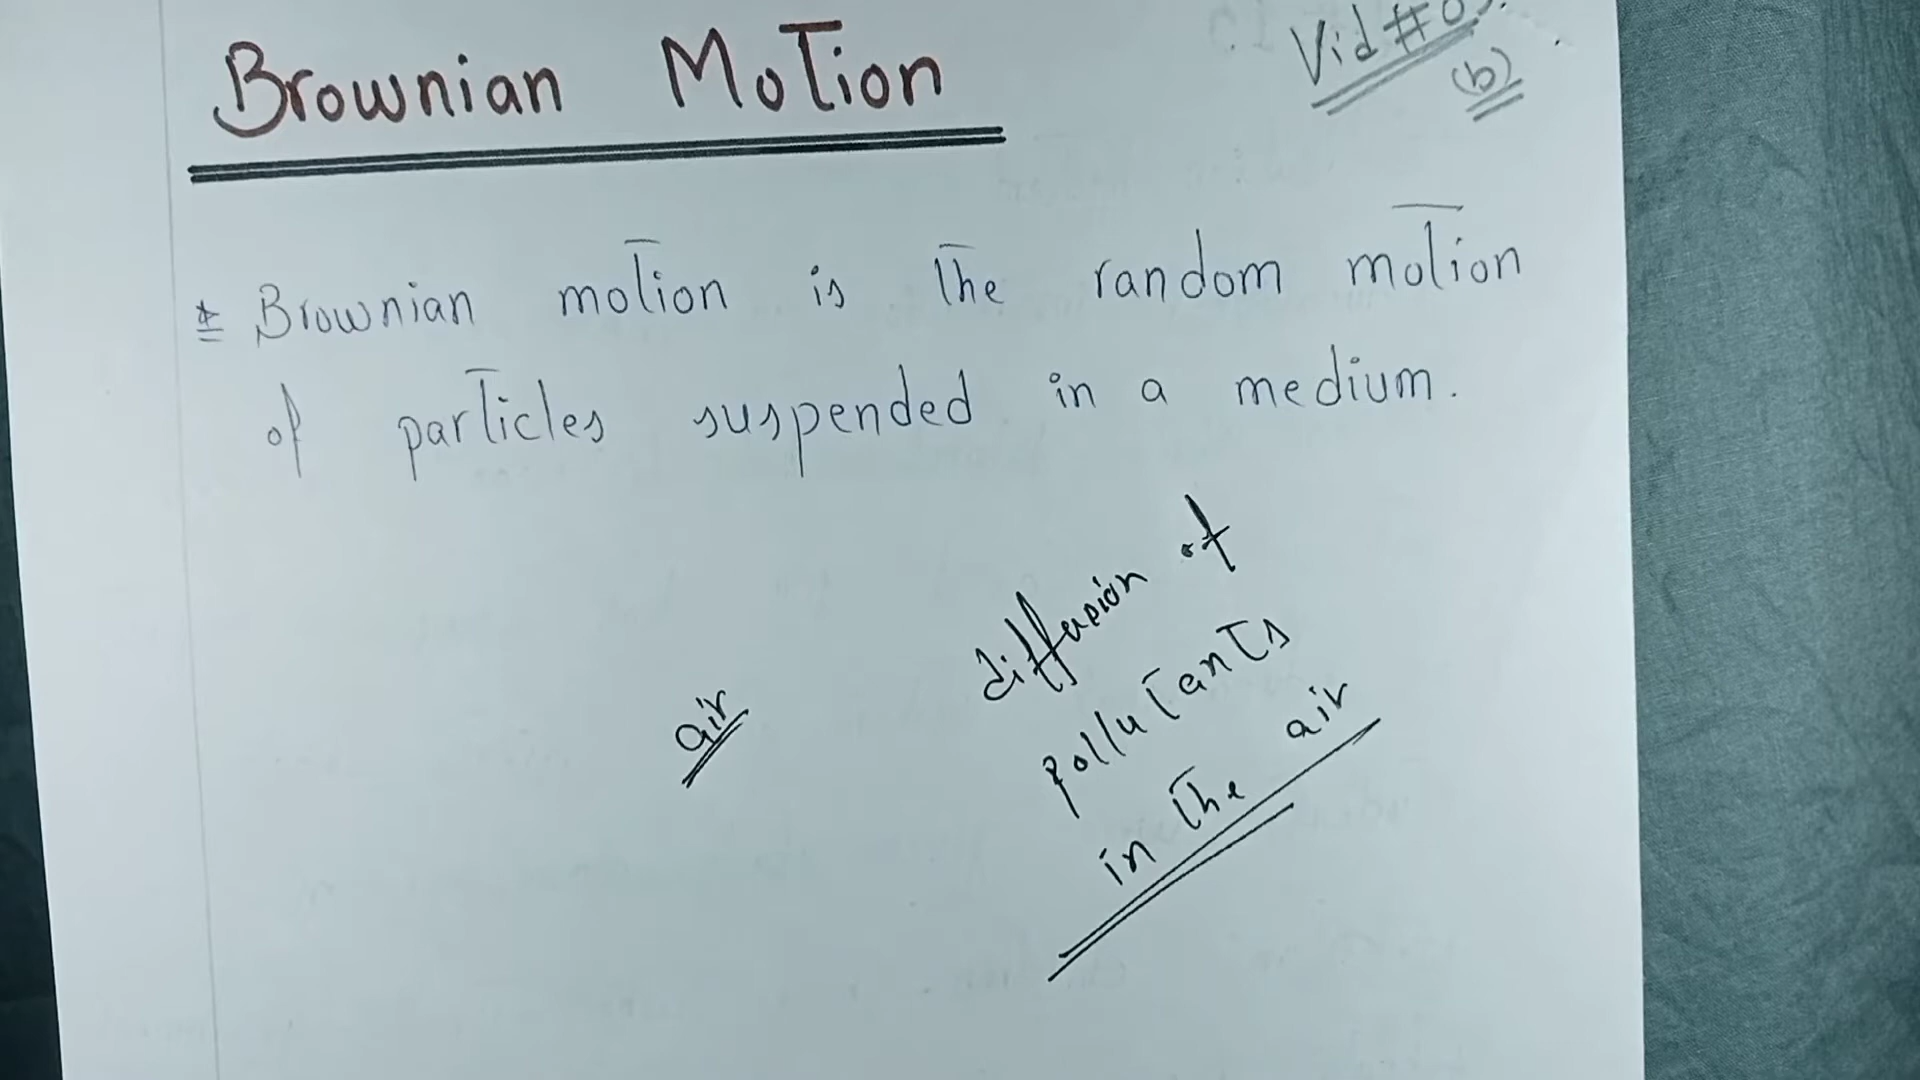 Brownian Motion
Vid #
(b)
* Brownian motion is the random motion
of particles suspended in a medium.
diffusion of
pollutants
in the air
air